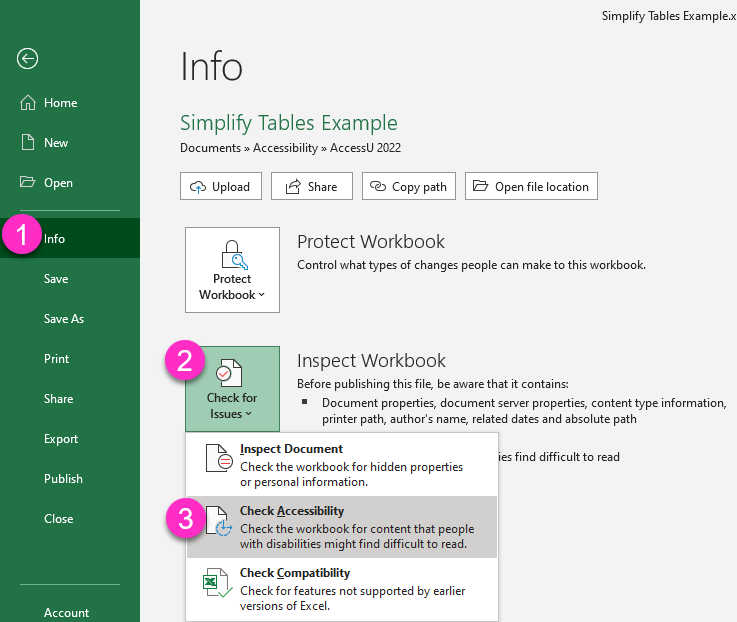 Simplify Tables Example.x
Info
Home
New
Open
1
Info
Save
Save As
Print
Share
Export
Publish
Close
Account
Simplify Tables Example
Documents » Accessibility » AccessU 2022
Upload
Share
Copy path
Open file location
Protect
Workbook
Protect Workbook
Control what types of changes people can make to this workbook.
2
Check for
Issues
Inspect Workbook
Before publishing this file, be aware that it contains:
Document properties, document server properties, content type information,
printer path, author's name, related dates and absolute path
ies find difficult to read
Inspect Document
Check the workbook for hidden properties
or personal information.
3
Check Accessibility
Check the workbook for content that people
with disabilities might find difficult to read.
Check Compatibility
Check for features not supported by earlier
versions of Excel.